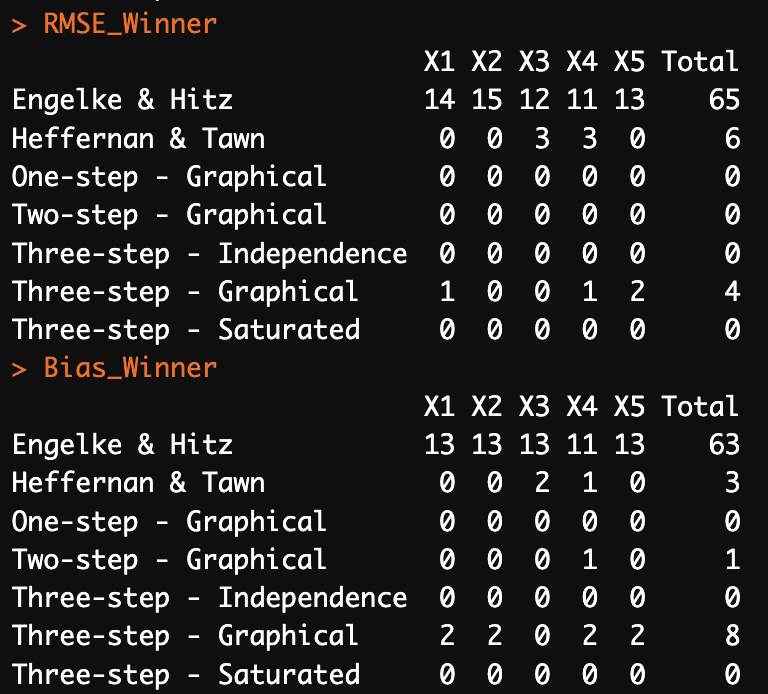 > RMSE_Winner
X1 X2 X3 X4 X5 Total
Engelke & Hitz 14 15 12 11 13 65
Heffernan & Tawn 0 0 3 3 0 6
One-step - Graphical 0 0 0 0 0 0
Two-step - Graphical 0 0 0 0 0 0
Three-step - Independence 0 0 0 0 0 0
Three-step - Graphical 1 0 0 1 2 4
Three-step - Saturated 0 0 0 0 0 0
> Bias_Winner
X1 X2 X3 X4 X5 Total
Engelke & Hitz 13 13 13 11 13 63
Heffernan & Tawn 0 0 2 1 0 3
One-step - Graphical 0 0 0 0 0 0
Two-step - Graphical 0 0 0 1 0 1
Three-step - Independence 0 0 0 0 0 0
Three-step - Graphical 2 2 0 2 2 8
Three-step - Saturated 0 0 0 0 0 0